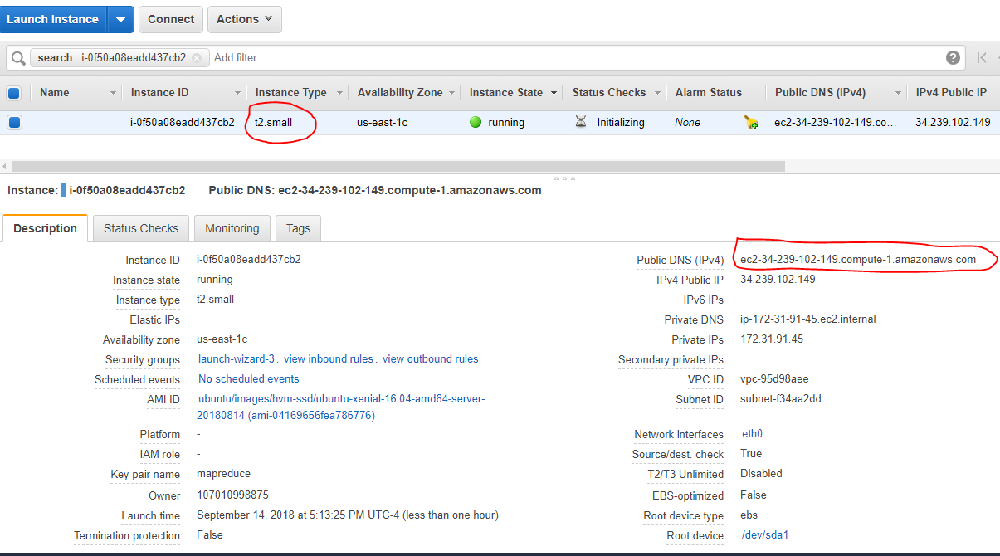 Launch Instance Connect Actions
search : i-0f50a08eadd437cb2 Add filter
Name Instance ID Instance Type Availability Zone Instance State Status Checks Alarm Status Public DNS (IPv4) IPv4 Public IP
i-0f50a08eadd437cb2 t2.small us-east-1c running Initializing None ec2-34-239-102-149.co... 34.239.102.149
Instance: i-0f50a08eadd437cb2 Public DNS: ec2-34-239-102-149.compute-1.amazonaws.com
Description Status Checks Monitoring Tags
Instance ID i-0f50a08eadd437cb2 Public DNS (IPv4) ec2-34-239-102-149.compute-1.amazonaws.com
Instance state running IPv4 Public IP 34.239.102.149
Instance type t2.small IPv6 IPs -
Elastic IPs Private DNS ip-172-31-91-45.ec2.internal
Availability zone us-east-1c Private IPs 172.31.91.45
Security groups launch-wizard-3 . view inbound rules . view outbound rules Secondary private IPs
Scheduled events No scheduled events VPC ID vpc-95d98aee
AMI ID ubuntu/images/hvm-ssd/ubuntu-xenial-16.04-amd64-server- Subnet ID subnet-f34aa2dd
20180814 (ami-04169656fea786776)
Platform - Network interfaces eth0
IAM role - Source/dest. check True
Key pair name mapreduce T2/T3 Unlimited Disabled
Owner 107010998875 EBS-optimized False
Launch time September 14, 2018 at 5:13:25 PM UTC-4 (less than one hour) Root device type ebs
Termination protection False Root device /dev/sda1